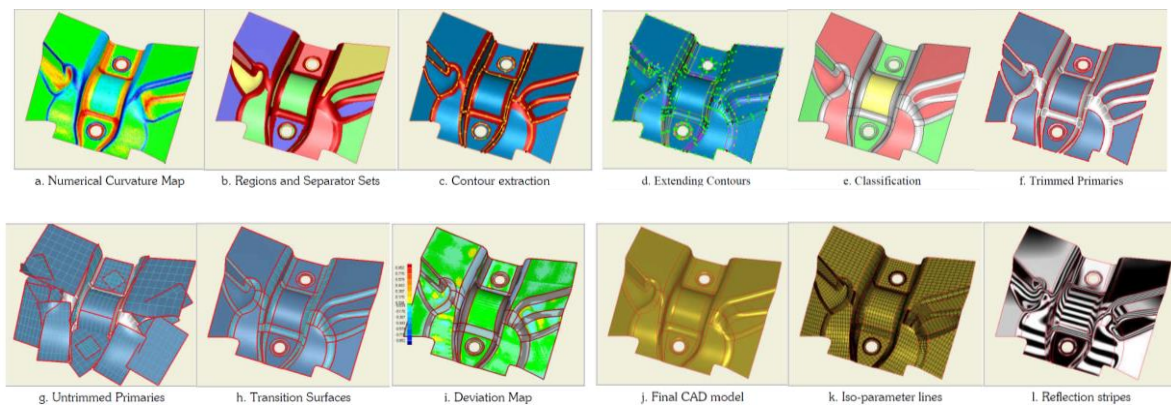 a. Numerical Curvature Map
b. Regions and Separator Sets
c. Contour extraction
d. Extending Contours
e. Classification
f. Trimmed Primaries
g. Untrimmed Primaries
h. Transition Surfaces
i. Deviation Map
j. Final CAD model
k. Iso-parameter lines
l. Reflection stripes